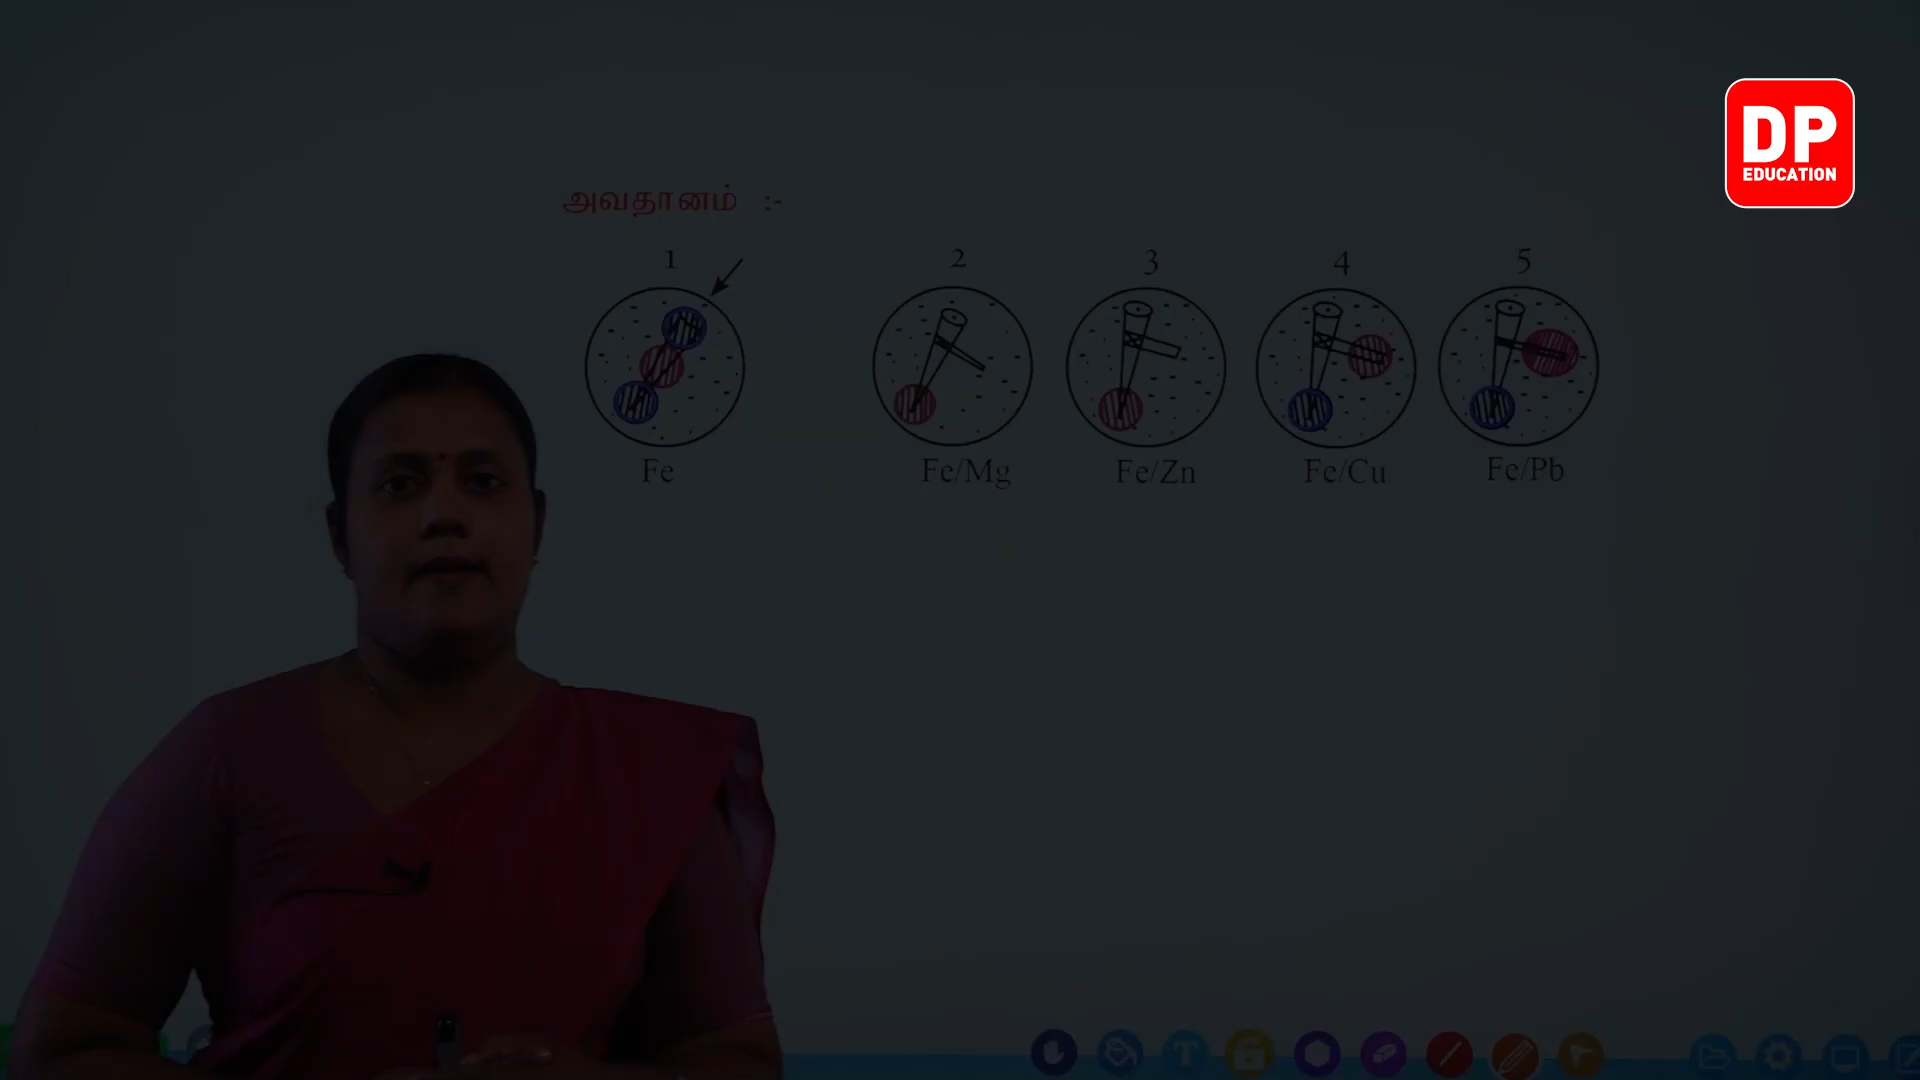 DP
EDUCATION
அவதானம் :-
1 2 3 4 5
Fe Fe/Mg Fe/Zn Fe/Cu Fe/Pb